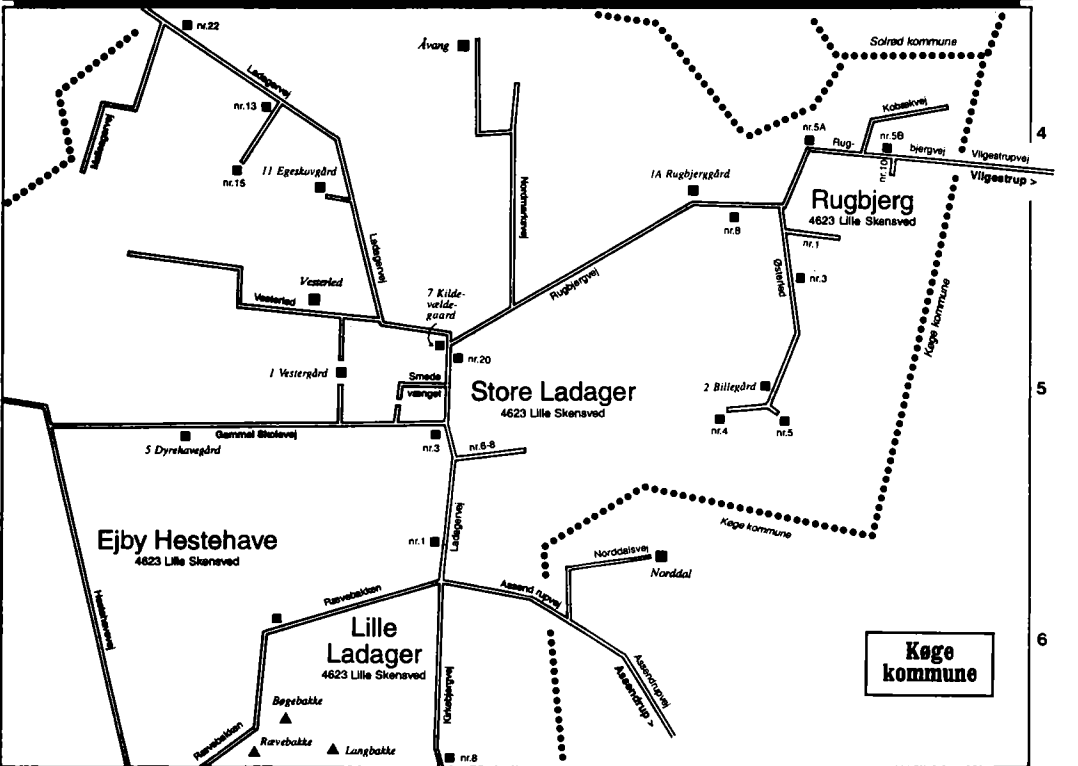 nr.22
Åvang
Solrød kommune
Ladagervej
nr.13
Kobækvej
4
nr.5A
nr.5B
Rug-
bjergvej
Vilgestrupvej
Vilgestrup >
nr.10
nr.15
11 Egeskovgård
1A Rugbjerggård
Rugbjerg
4623 Lille Skensved
Nordmarksvej
nr.8
nr.1
Ladagervej
Østerled
nr.3
Rugbjergvej
Vesterled
Vesterled
7 Kilde-
vælde-
gaard
Køge kommune
nr.20
1 Vestergård
Smede
vænget
Store Ladager
4623 Lille Skensved
2 Billegård
5
nr.4
nr.5
Gammel Skolevej
5 Dyrehavegård
nr.3
nr.6-8
Køge kommune
Ejby Hestehave
4623 Lille Skensved
nr.1
Ladagervej
Norddalsvej
Norddal
Hestehavevej
Rævebakken
Assend rupvej
Lille
Ladager
4623 Lille Skensved
6
Køge
kommune
Assendrupvej
Assendrup >
Kirkebjergvej
Bøgebakke
Rævebakken
Rævebakke
Langbakke
nr.8